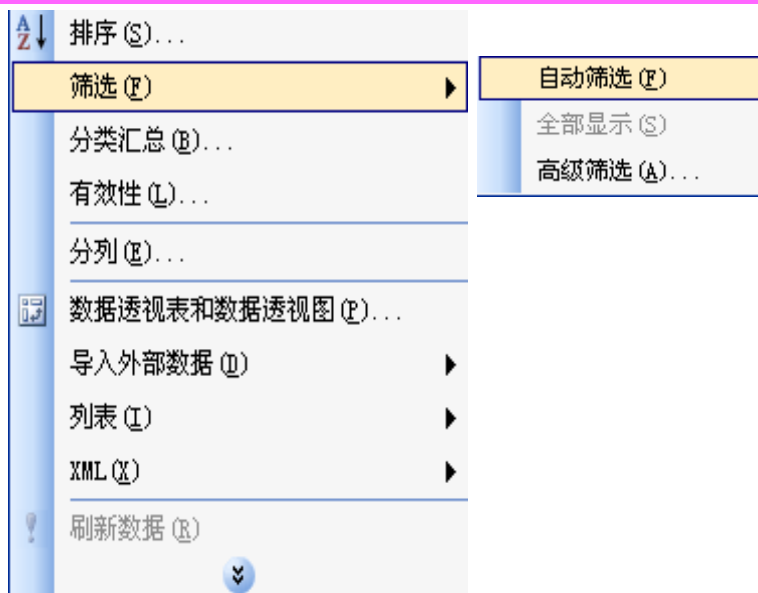 排序(S)...
筛选(F)
分类汇总(B)...
有效性(L)...
分列(E)...
数据透视表和数据透视图(P)...
导入外部数据(D)
列表(I)
XML(X)
刷新数据(R)
自动筛选(F)
全部显示(S)
高级筛选(A)...